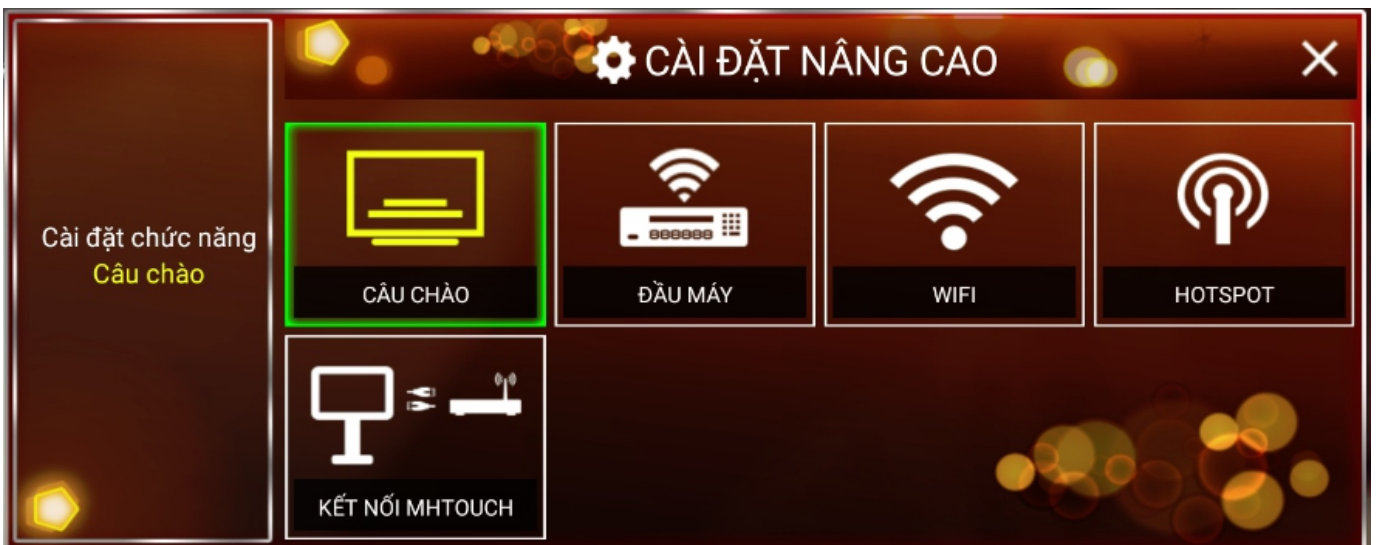 CÀI ĐẶT NÂNG CAO
Cài đặt chức năng
Câu chào
CÂU CHÀO
ĐẦU MÁY
WIFI
HOTSPOT
KẾT NỐI MHTOUCH